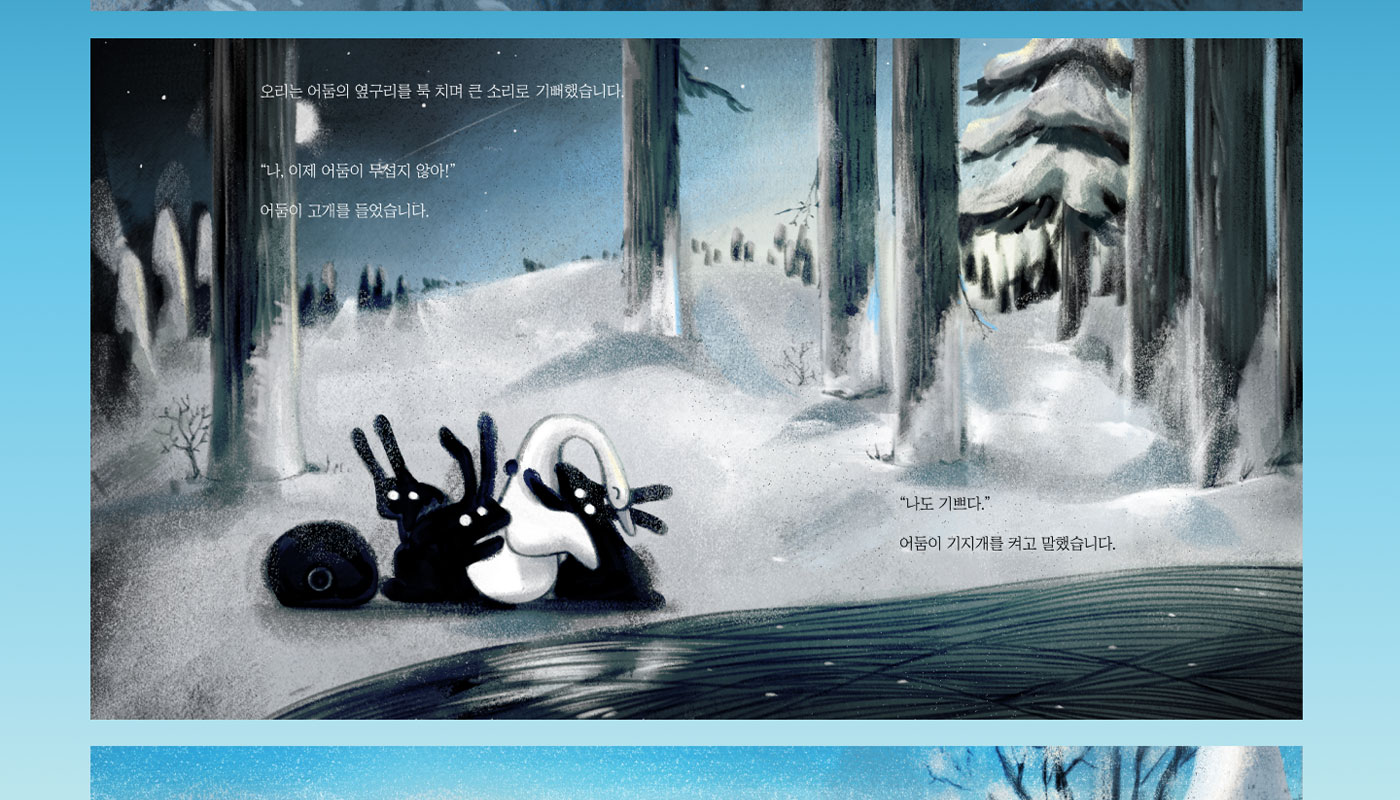 오리는 어둠의 옆구리를 툭 치며 큰 소리로 기뻐했습니다.
“나, 이제 어둠이 무섭지 않아!”
어둠이 고개를 들었습니다.
“나도 기쁘다.”
어둠이 기지개를 켜고 말했습니다.